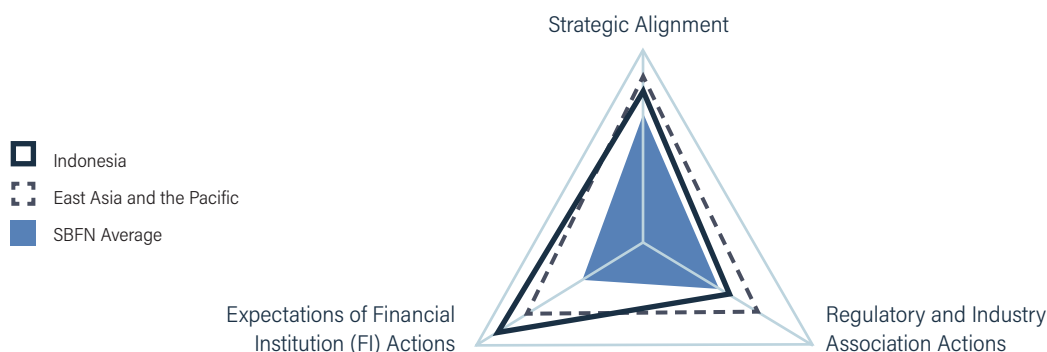 Strategic Alignment
Indonesia
East Asia and the Pacific
SBFN Average
Expectations of Financial
Institution (FI) Actions
Regulatory and Industry
Association Actions